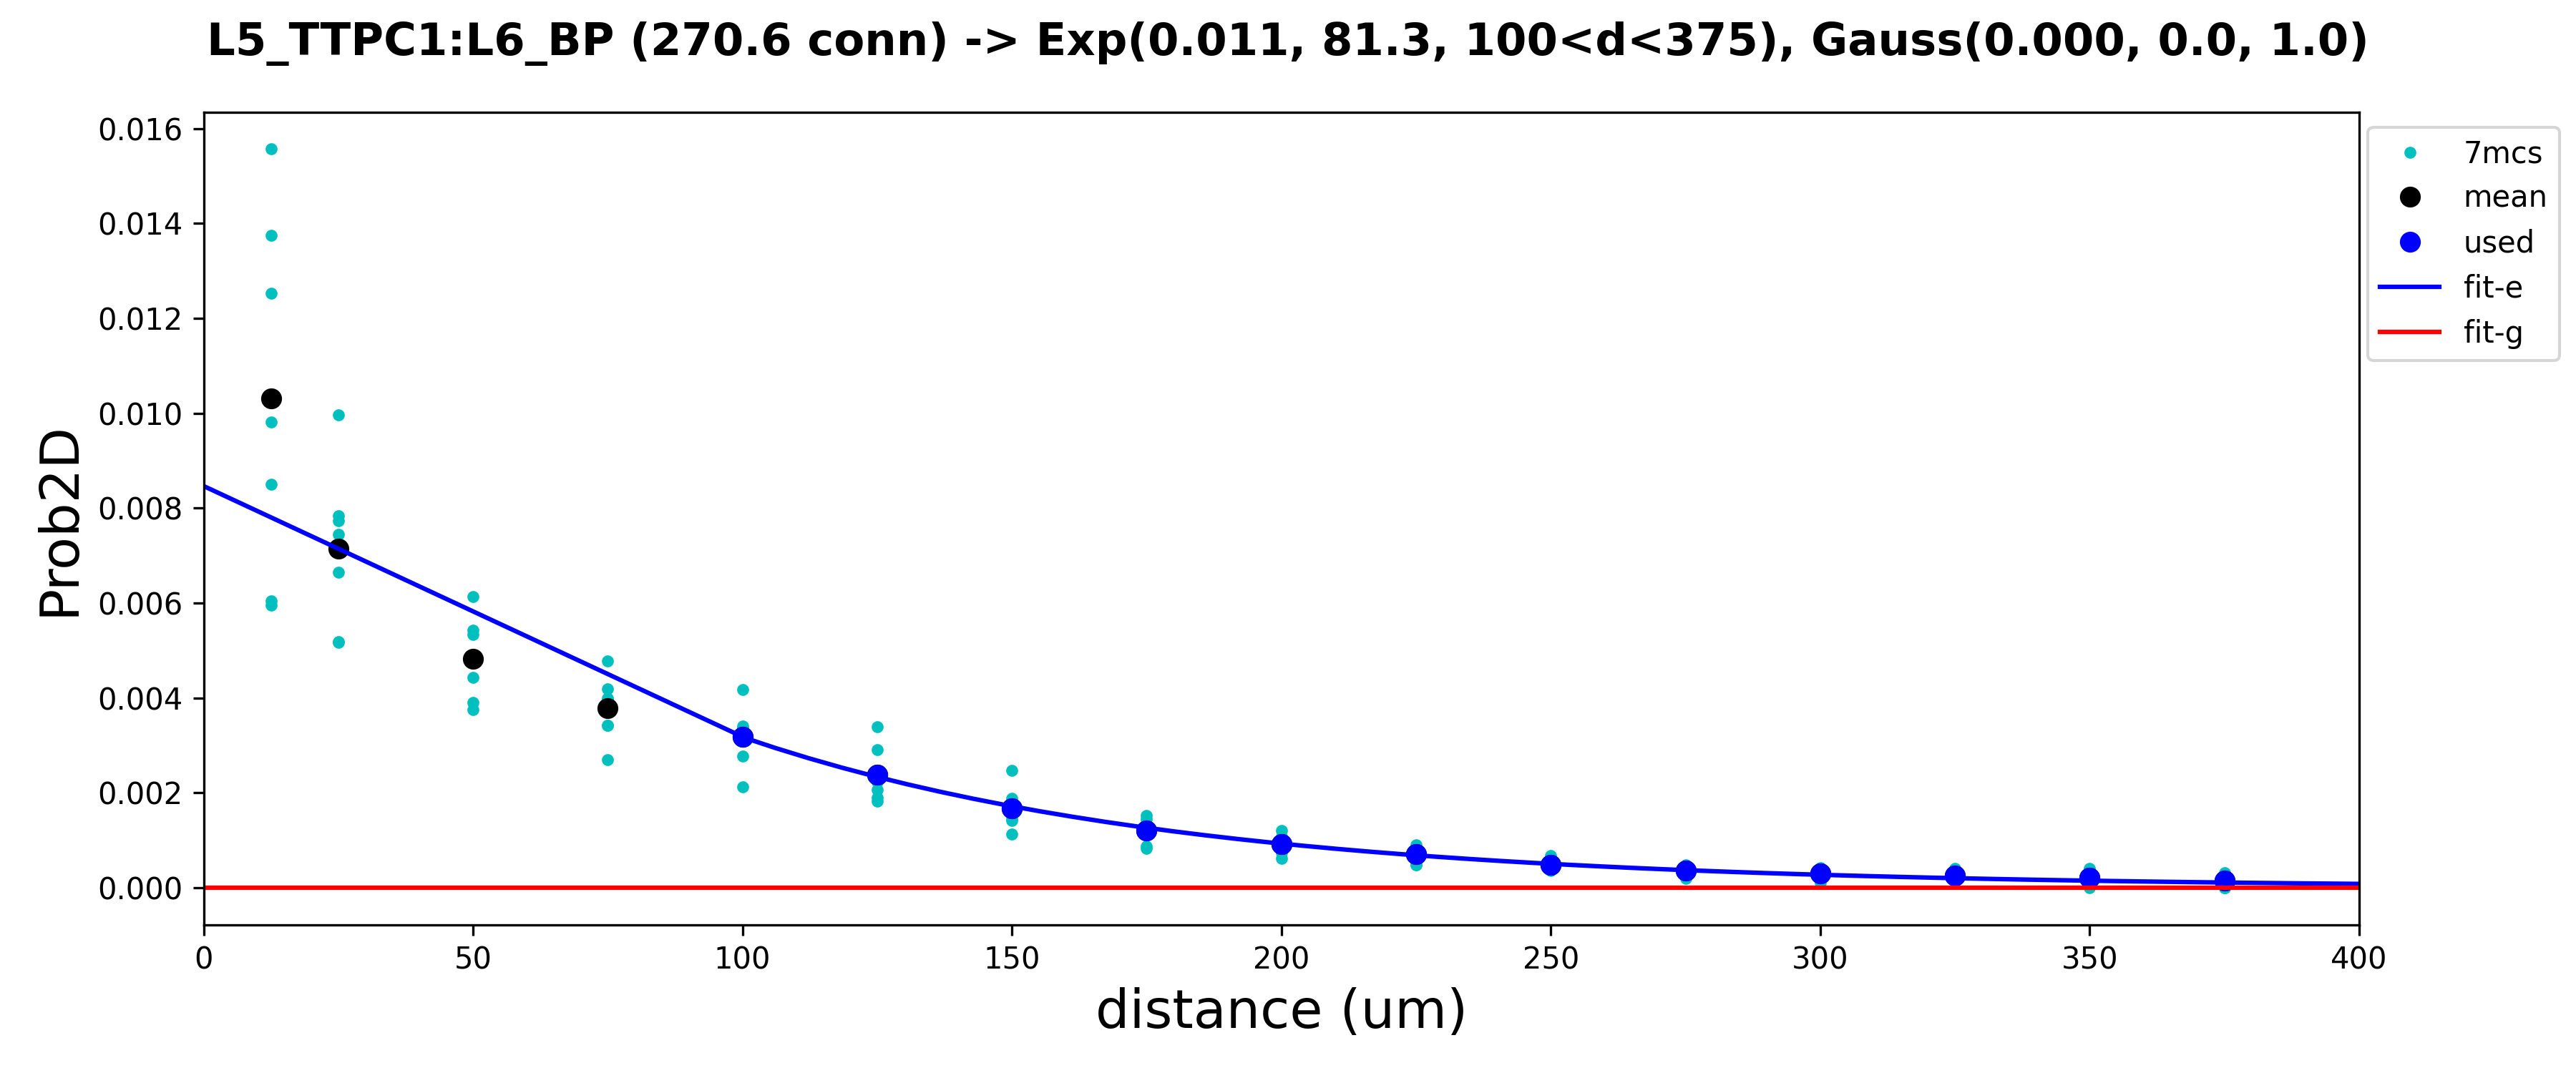 L5_TTPC1:L6_BP (270.6 conn) -> Exp(0.011, 81.3, 100<d<375), Gauss(0.000, 0.0, 1.0)
0.016
0.014
0.012
0.010
0.008
0.006
0.004
0.002
0.000
Prob2D
0 50 100 150 200 250 300 350 400
distance (um)
7mcs
mean
used
fit-e
fit-g